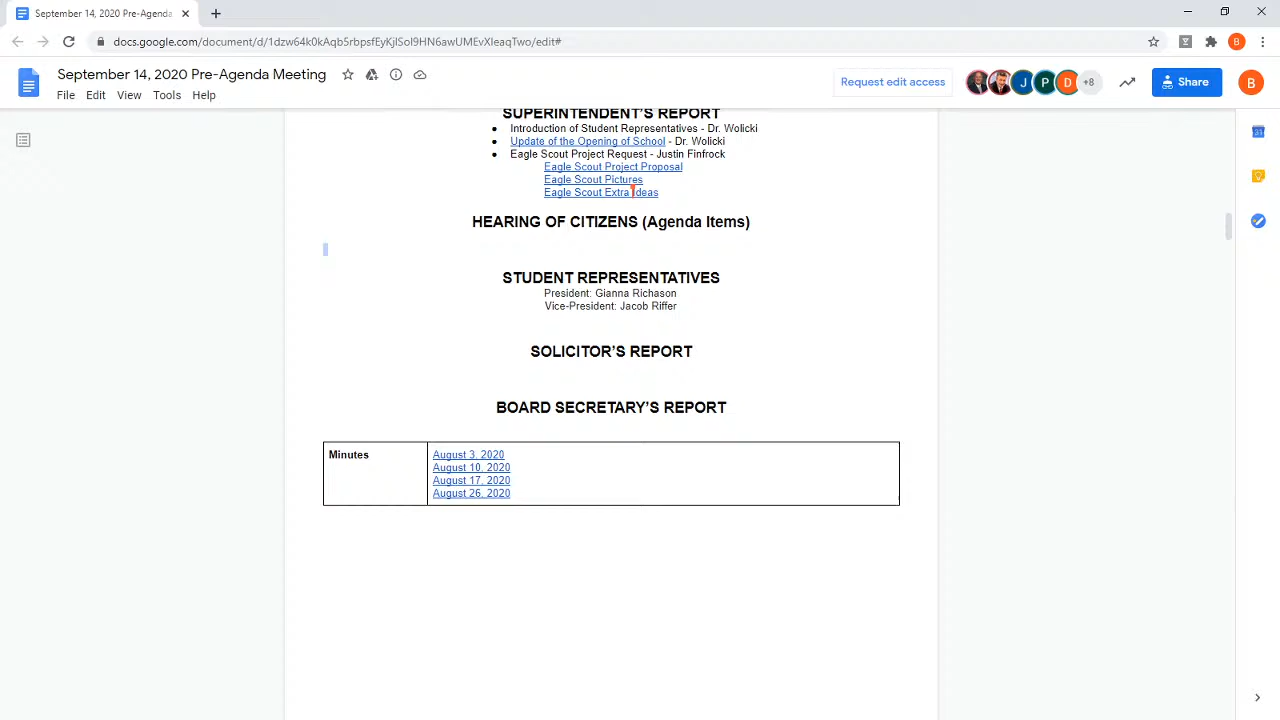 September 14, 2020 Pre-Agenda
docs.google.com/document/d/1dzw64k0kAqb5rbpsfEyKjlSol9HN6awUMEvXIeaqTwo/edit#
September 14, 2020 Pre-Agenda Meeting
File Edit View Tools Help
Request edit access
J P D +8
Share
B
B
31
SUPERINTENDENT'S REPORT
• Introduction of Student Representatives - Dr. Wolicki
• Update of the Opening of School - Dr. Wolicki
• Eagle Scout Project Request - Justin Finfrock
Eagle Scout Project Proposal
Eagle Scout Pictures
Eagle Scout Extra Ideas
HEARING OF CITIZENS (Agenda Items)
STUDENT REPRESENTATIVES
President: Gianna Richason
Vice-President: Jacob Riffer
SOLICITOR'S REPORT
BOARD SECRETARY'S REPORT
Minutes
August 3, 2020
August 10, 2020
August 17, 2020
August 26, 2020